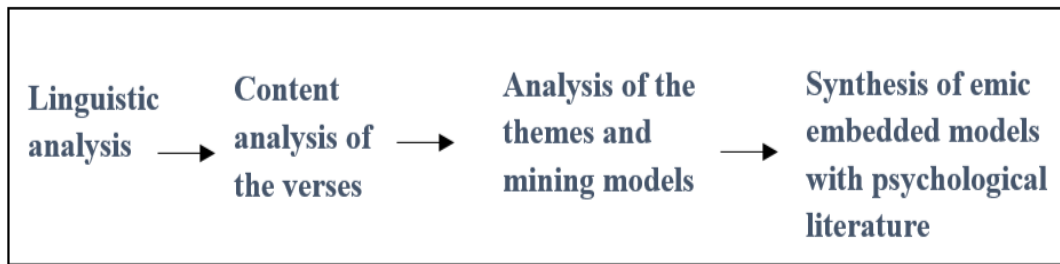 Linguistic
analysis
Content
analysis of
the verses
Analysis of the
themes and
mining models
Synthesis of emic
embedded models
with psychological
literature